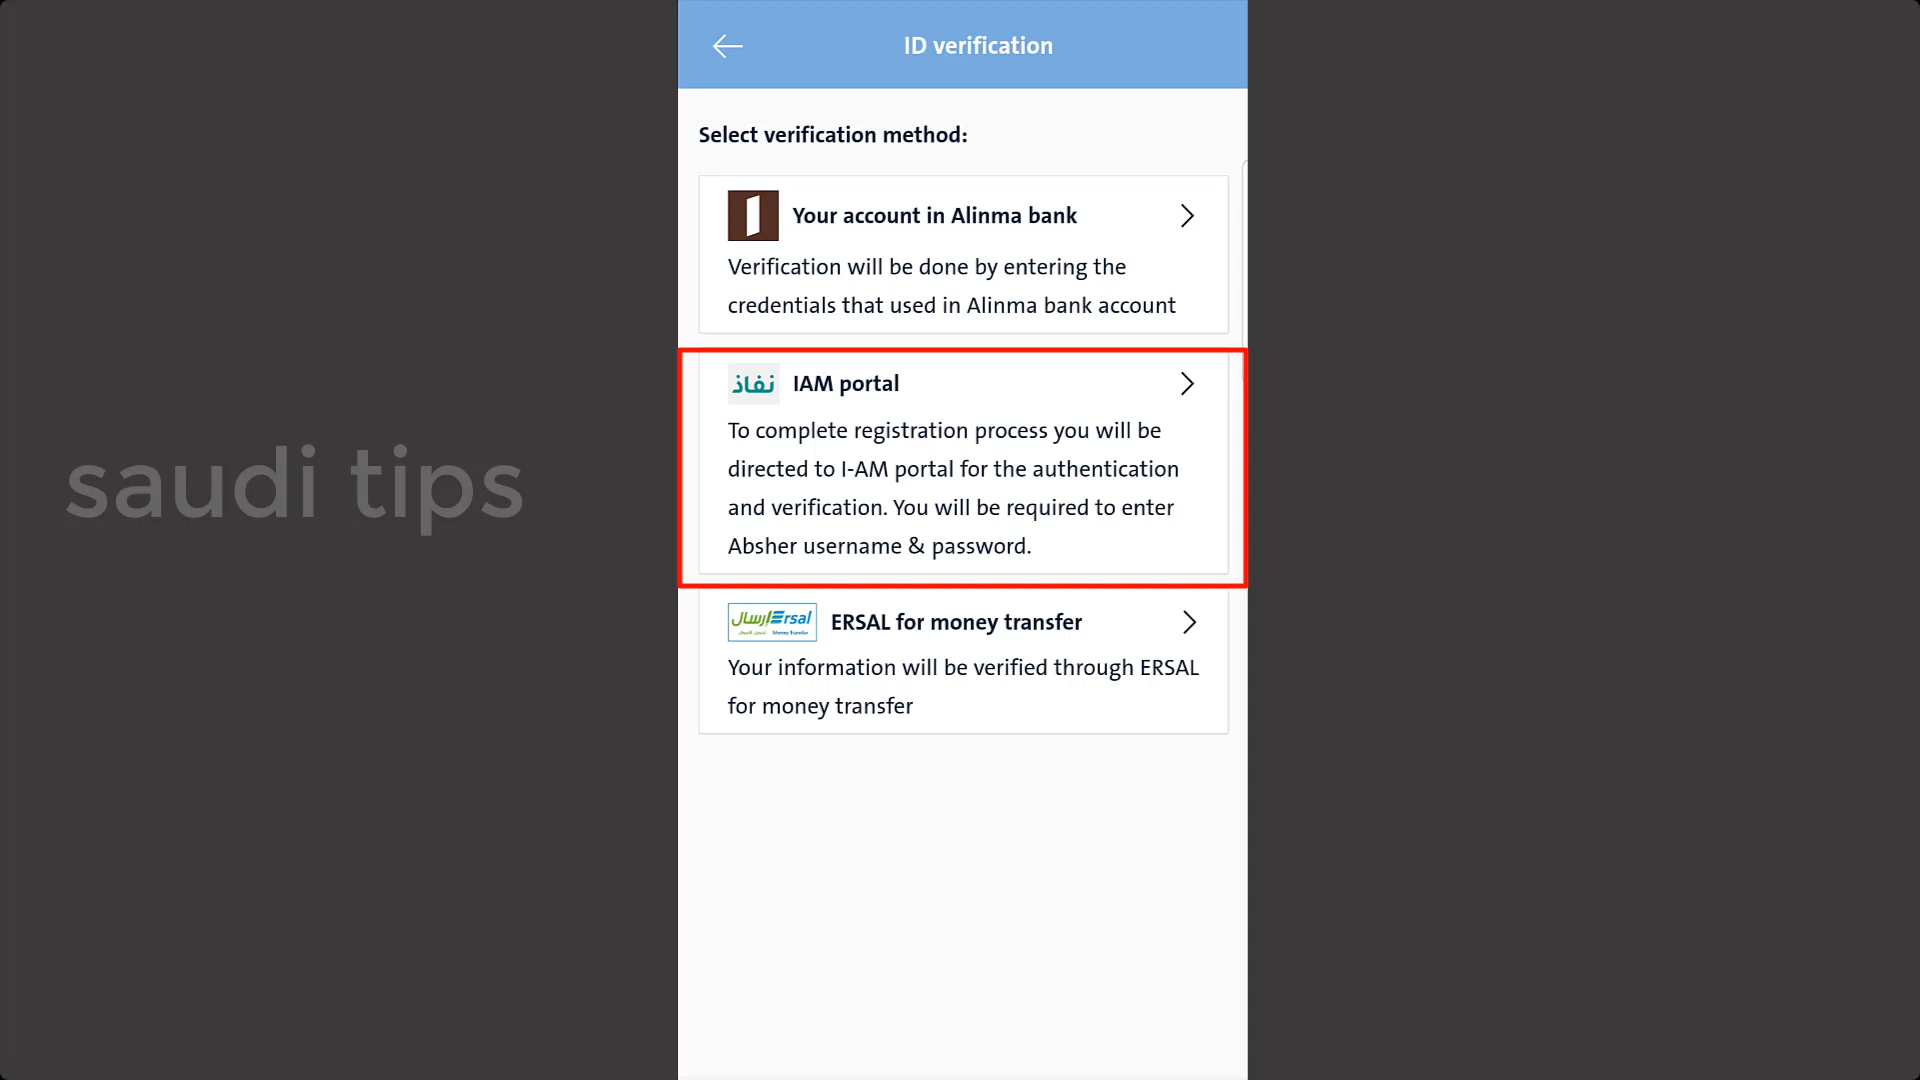 ID verification
Select verification method:
Your account in Alinma bank
Verification will be done by entering the
credentials that used in Alinma bank account
نفاذ
IAM portal
To complete registration process you will be
directed to I-AM portal for the authentication
and verification. You will be required to enter
Absher username & password.
saudi tips
إرسال Ersal
Money Transfer
ERSAL for money transfer
Your information will be verified through ERSAL
for money transfer